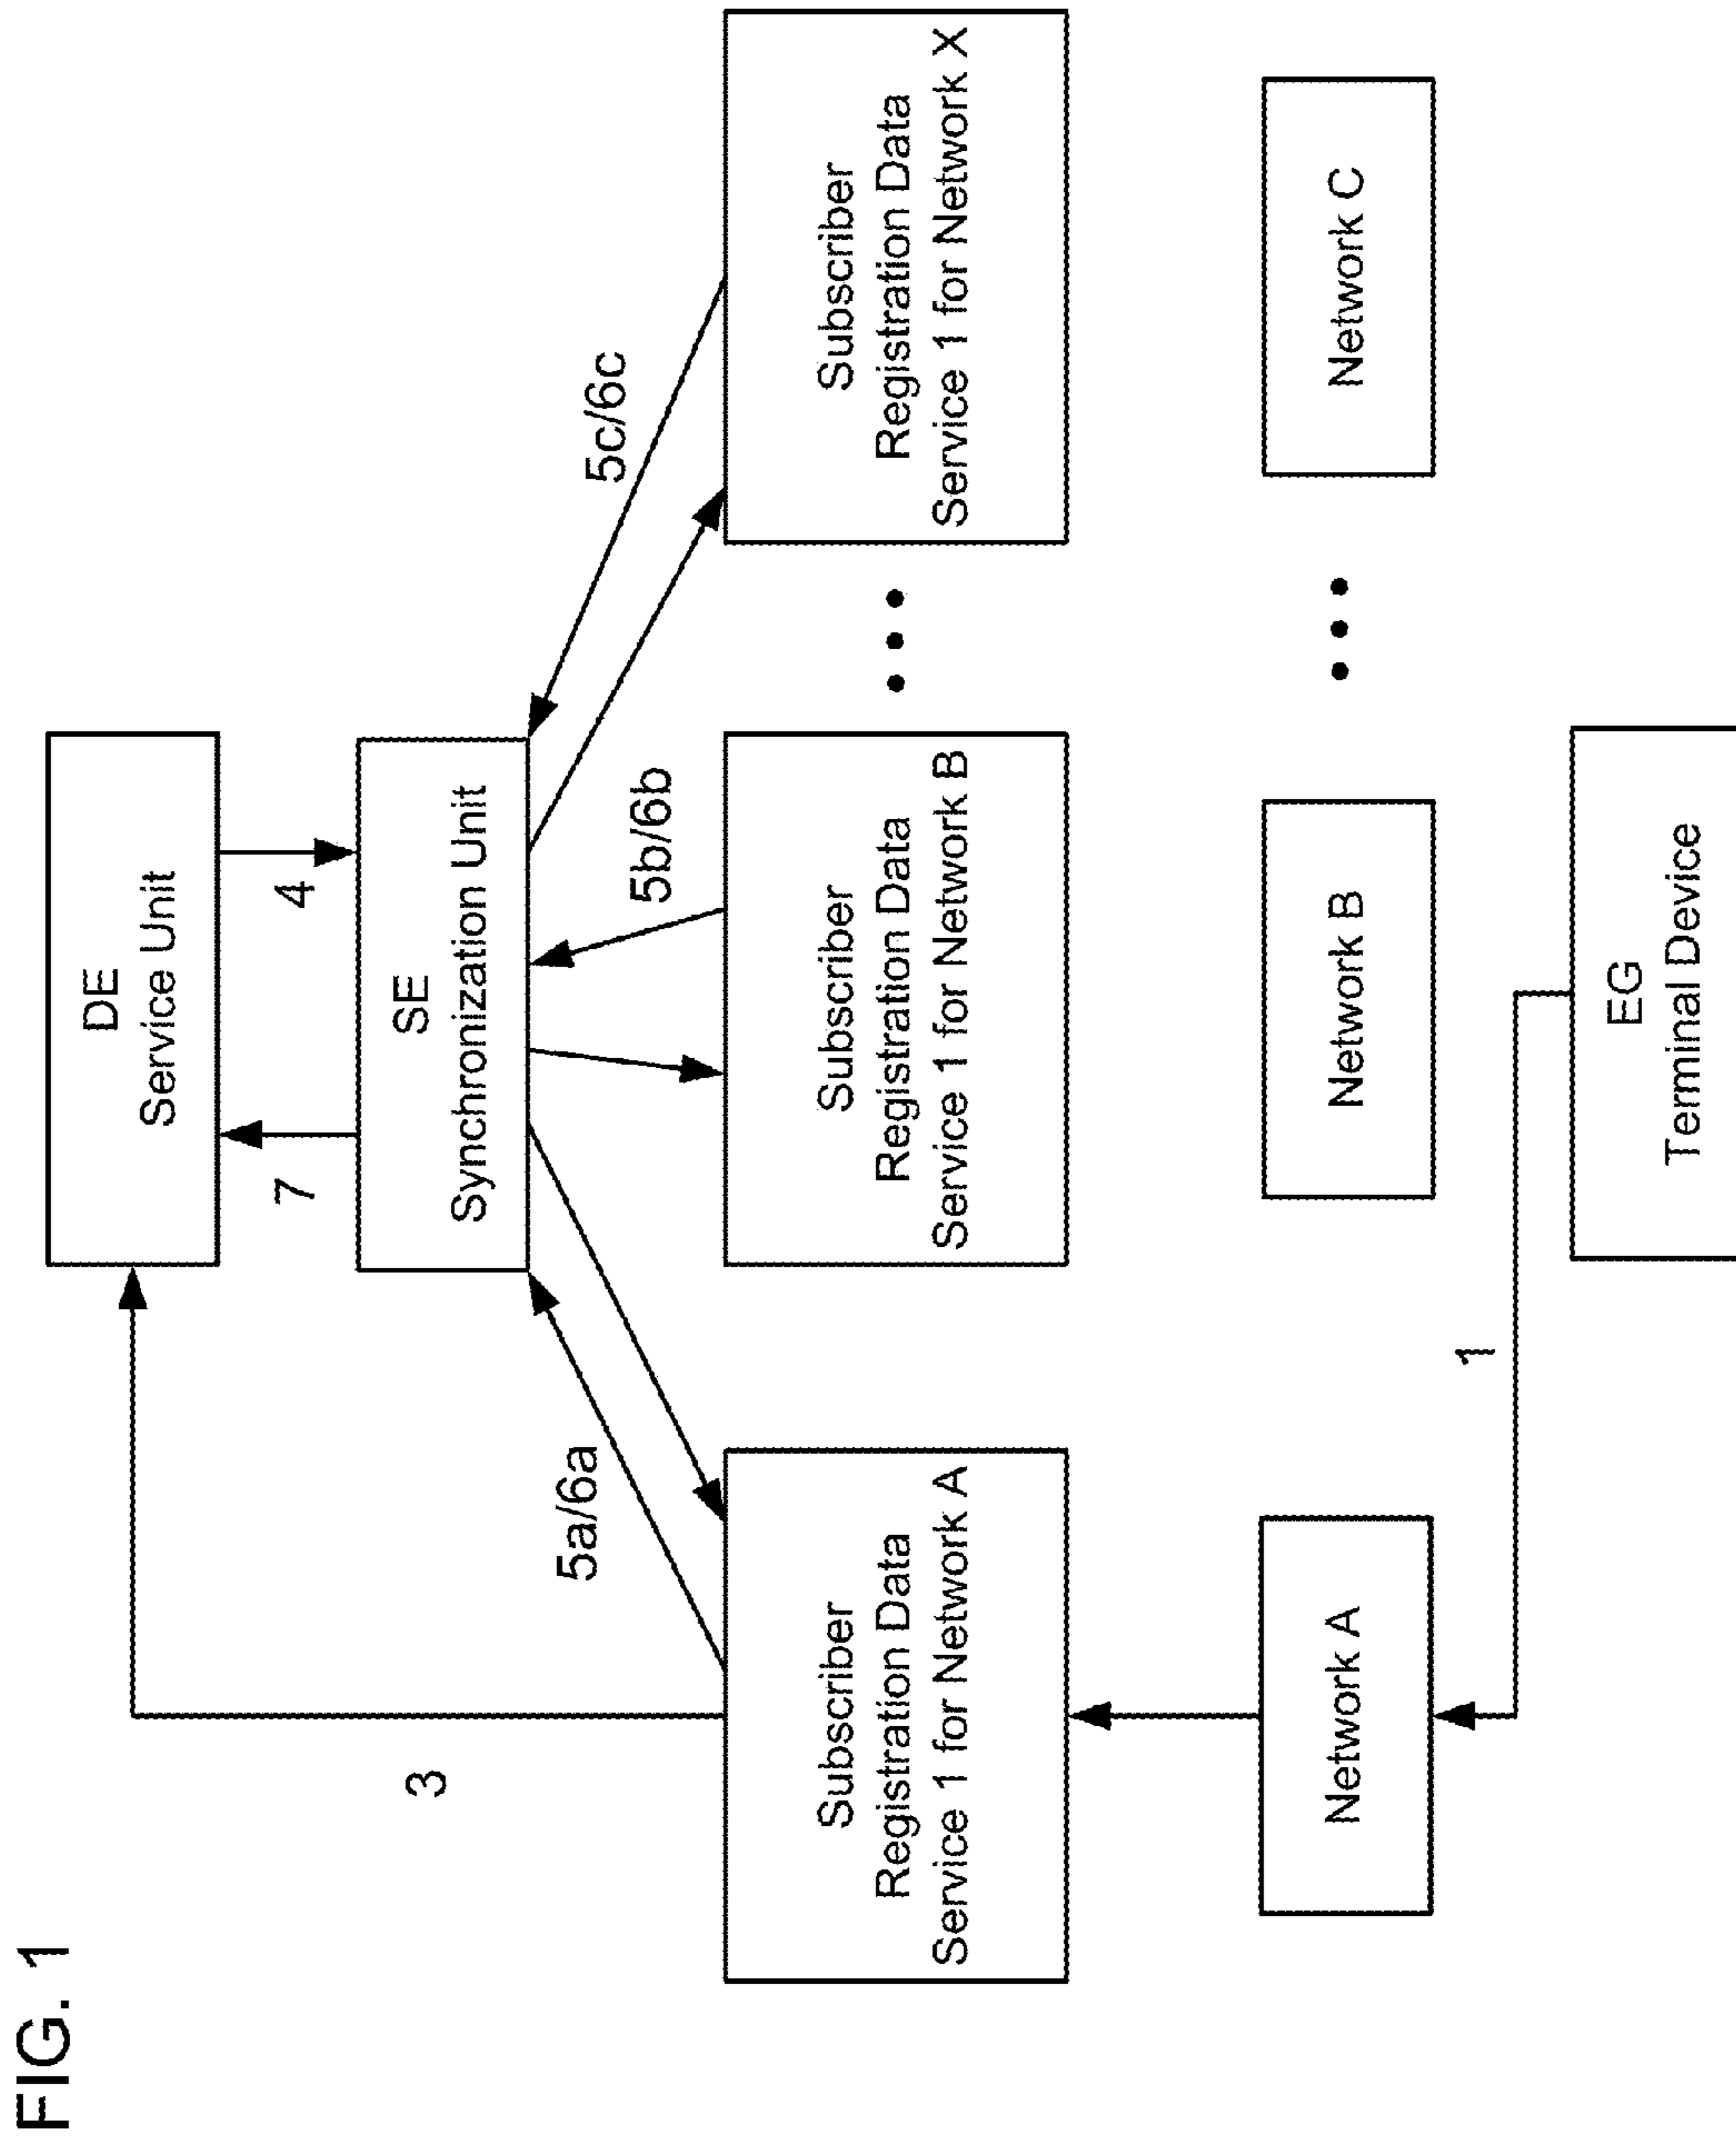 FIG. 1
DE
Service Unit
3
7
4
SE
Synchronization Unit
5a/6a
5b/6b
5c/6c
Subscriber
Registration Data
Service 1 for Network A
Subscriber
Registration Data
Service 1 for Network B
Subscriber
Registration Data
Service 1 for Network X
Network A
Network B
Network C
1
EG
Terminal Device